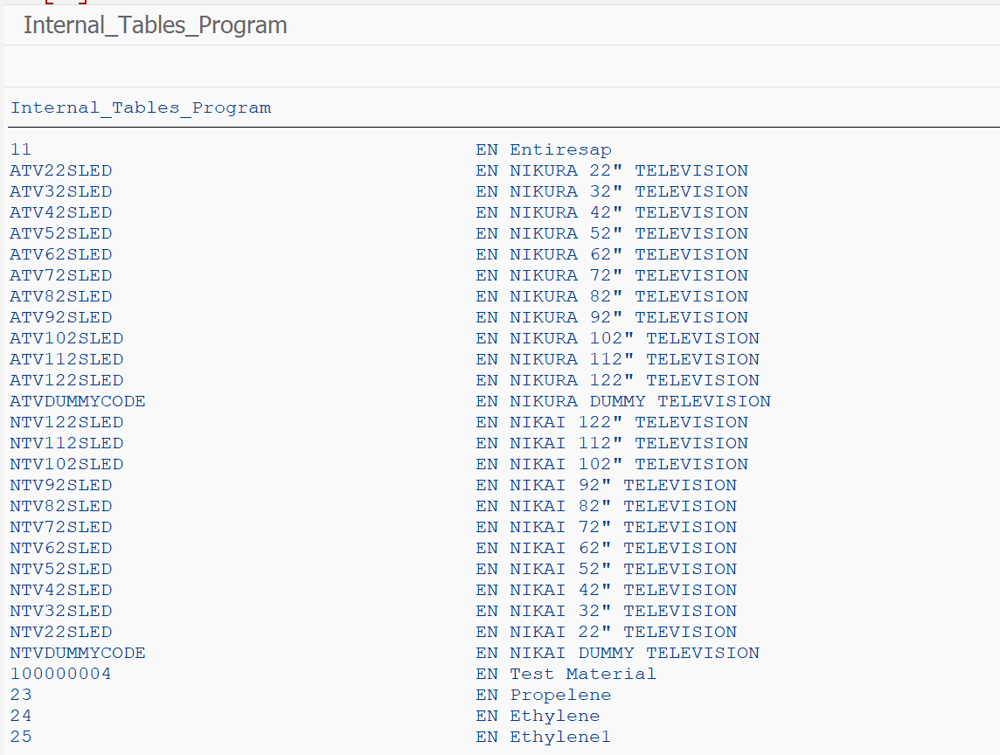 Internal_Tables_Program
Internal_Tables_Program
11 EN Entiresap
ATV22SLED EN NIKURA 22" TELEVISION
ATV32SLED EN NIKURA 32" TELEVISION
ATV42SLED EN NIKURA 42" TELEVISION
ATV52SLED EN NIKURA 52" TELEVISION
ATV62SLED EN NIKURA 62" TELEVISION
ATV72SLED EN NIKURA 72" TELEVISION
ATV82SLED EN NIKURA 82" TELEVISION
ATV92SLED EN NIKURA 92" TELEVISION
ATV102SLED EN NIKURA 102" TELEVISION
ATV112SLED EN NIKURA 112" TELEVISION
ATV122SLED EN NIKURA 122" TELEVISION
ATVDUMMYCODE EN NIKURA DUMMY TELEVISION
NTV122SLED EN NIKAI 122" TELEVISION
NTV112SLED EN NIKAI 112" TELEVISION
NTV102SLED EN NIKAI 102" TELEVISION
NTV92SLED EN NIKAI 92" TELEVISION
NTV82SLED EN NIKAI 82" TELEVISION
NTV72SLED EN NIKAI 72" TELEVISION
NTV62SLED EN NIKAI 62" TELEVISION
NTV52SLED EN NIKAI 52" TELEVISION
NTV42SLED EN NIKAI 42" TELEVISION
NTV32SLED EN NIKAI 32" TELEVISION
NTV22SLED EN NIKAI 22" TELEVISION
NTVDUMMYCODE EN NIKAI DUMMY TELEVISION
100000004 EN Test Material
23 EN Propelene
24 EN Ethylene
25 EN Ethylene1